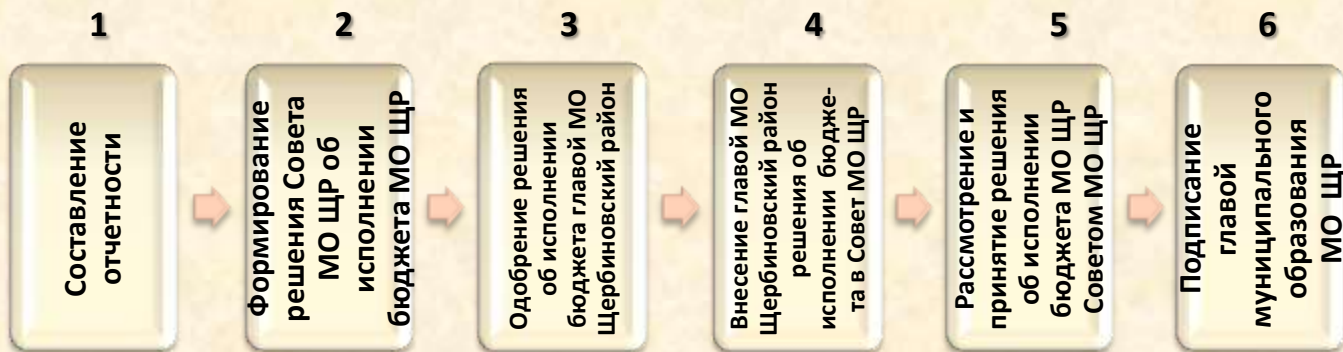 1
Составление
отчетности
2
Формирование
решения Совета
МО ЩР об
исполнении
бюджета МО ЩР
3
Одобрение решения
об исполнении
бюджета главой МО
Щербиновский район
4
Внесение главой МО
Щербиновский район
решения об
исполнении бюдже-
та в Совет МО ЩР
5
Рассмотрение и
принятие решения
об исполнении
бюджета МО ЩР
Советом МО ЩР
6
Подписание
главой
муниципального
образования
МО ЩР